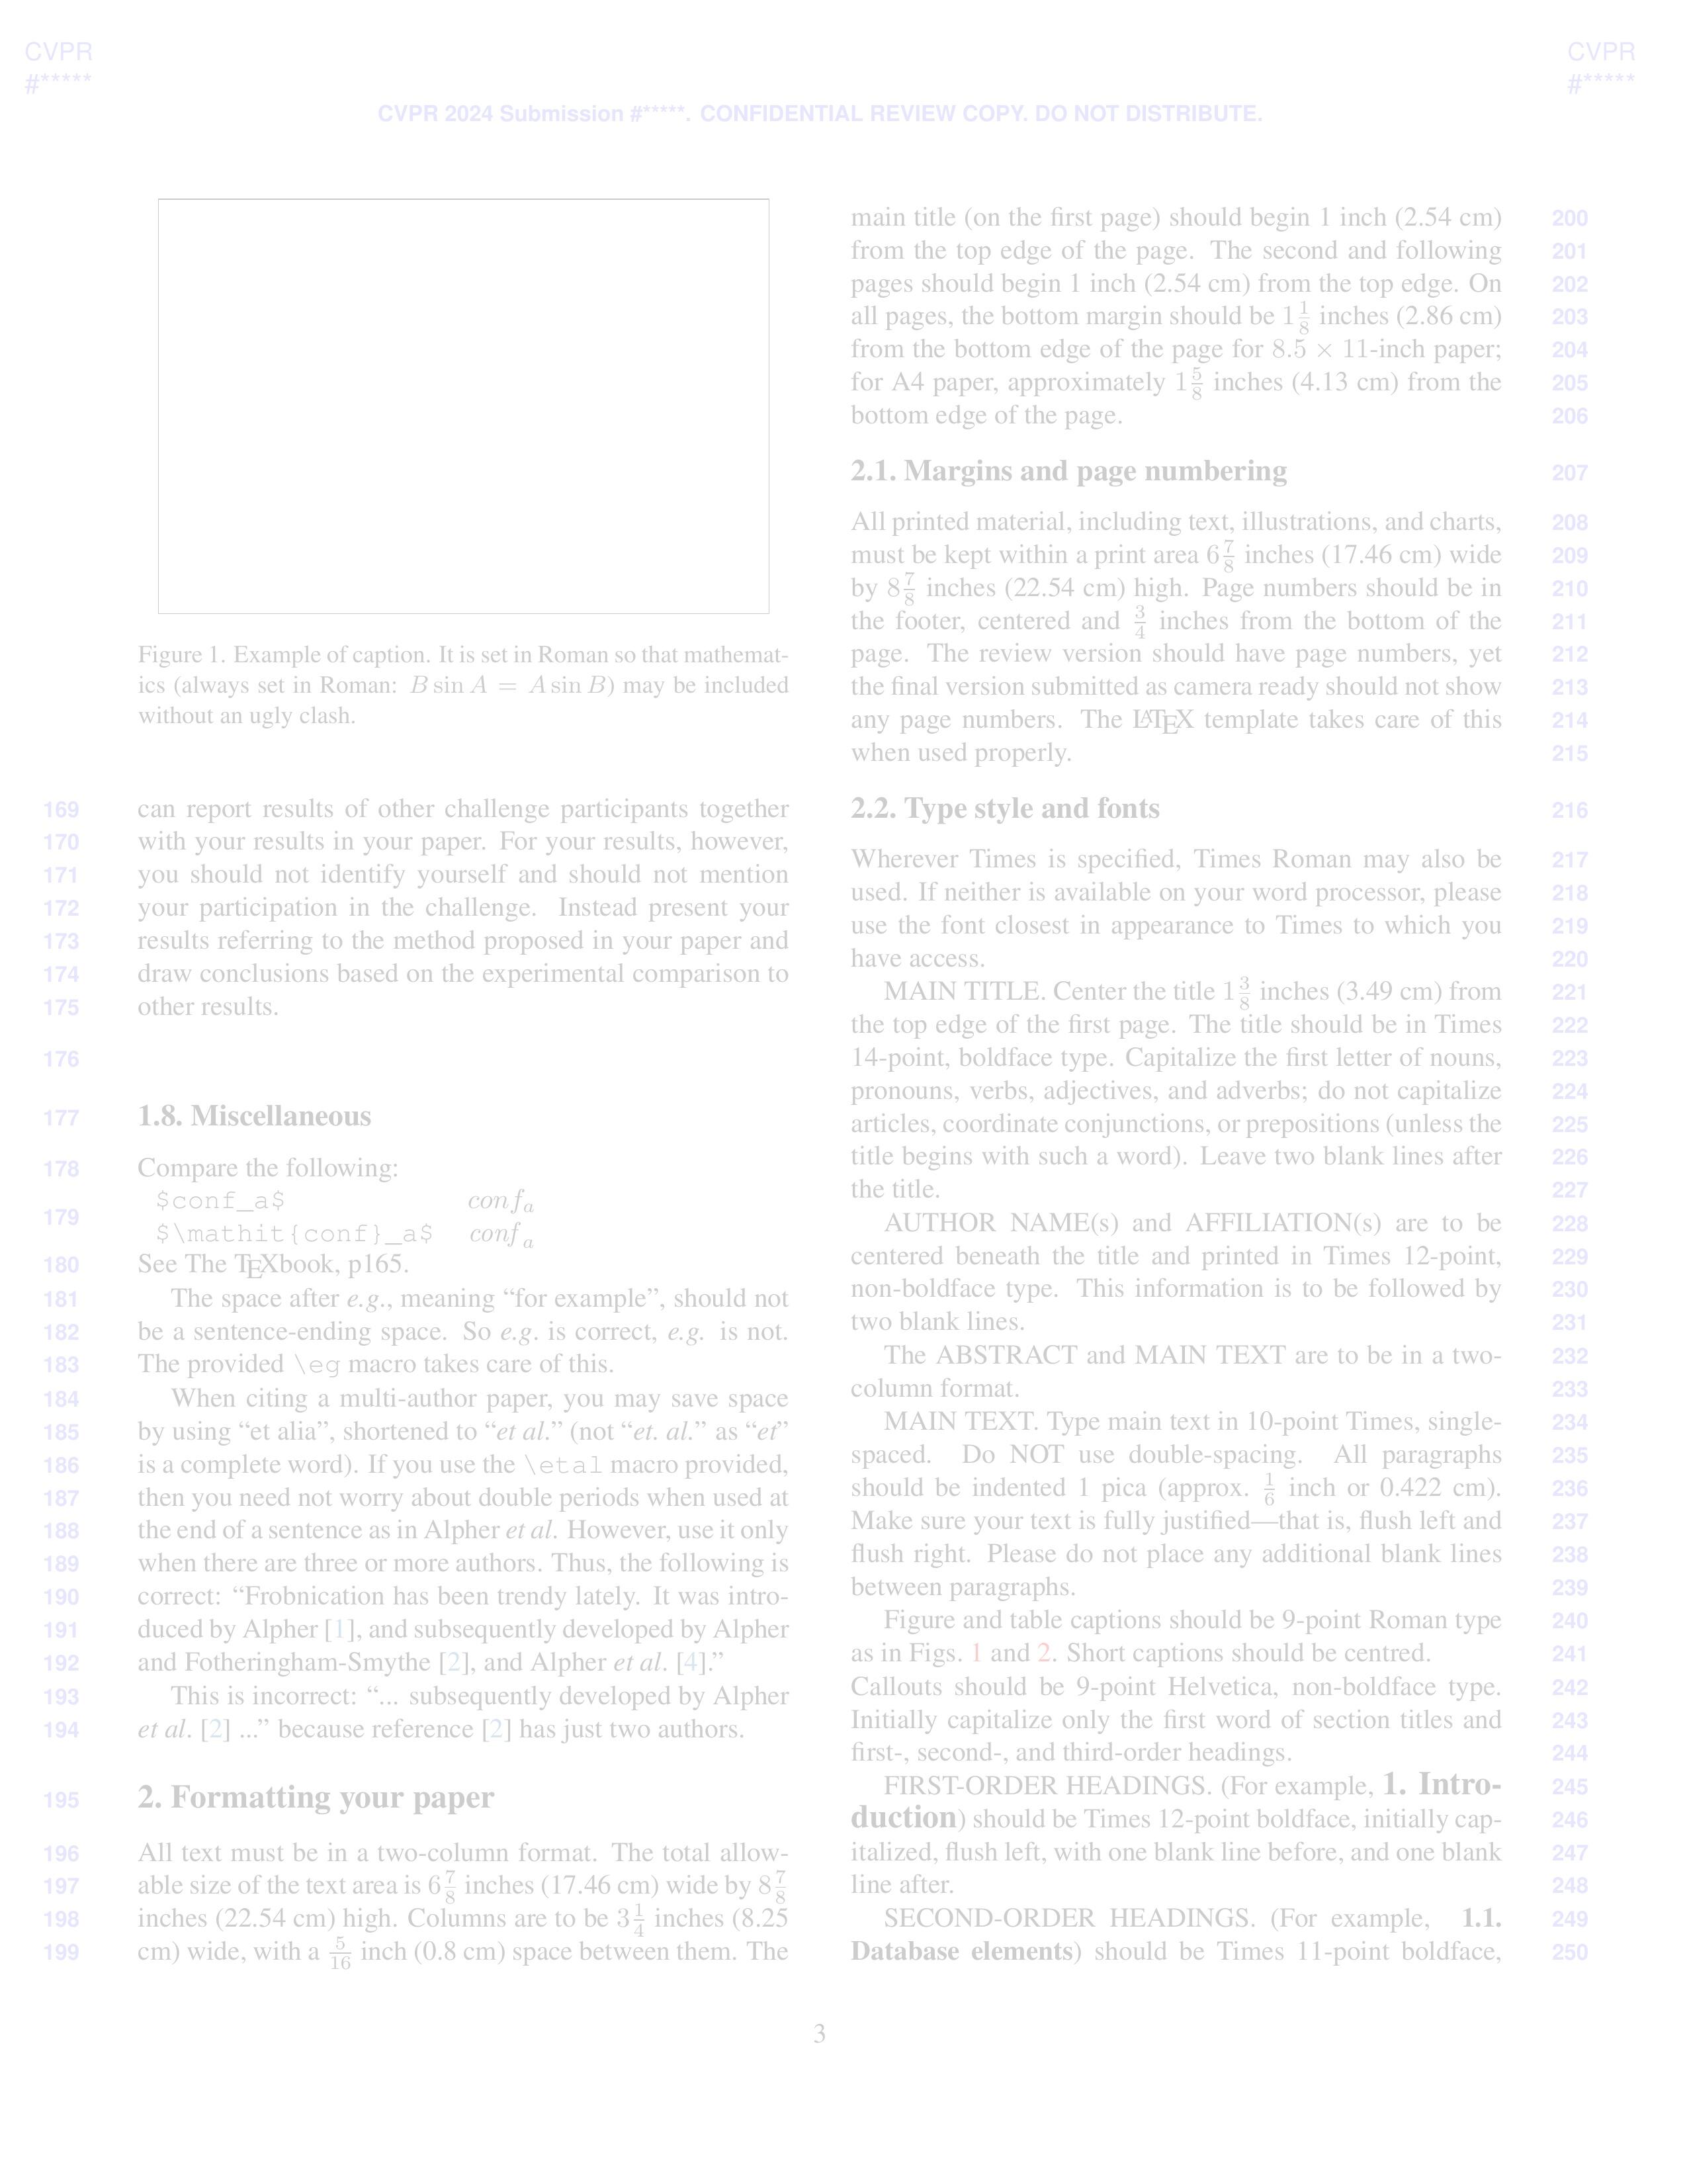 CVPR
#*****
CVPR
#*****
CVPR 2024 Submission #*****. CONFIDENTIAL REVIEW COPY. DO NOT DISTRIBUTE.
Figure 1. Example of caption. It is set in Roman so that mathemat-
ics (always set in Roman: B sin A = A sin B) may be included
without an ugly clash.
169 can report results of other challenge participants together
170 with your results in your paper. For your results, however,
171 you should not identify yourself and should not mention
172 your participation in the challenge. Instead present your
173 results referring to the method proposed in your paper and
174 draw conclusions based on the experimental comparison to
175 other results.
176
177 1.8. Miscellaneous
178 Compare the following:
$conf_a$ conf_a
179
$\mathit{conf}_a$ conf_a
180 See The TEXbook, p165.
181 The space after e.g., meaning “for example”, should not
182 be a sentence-ending space. So e.g. is correct, e.g. is not.
183 The provided \eg macro takes care of this.
184 When citing a multi-author paper, you may save space
185 by using “et alia”, shortened to “et al.” (not “et. al.” as “et”
186 is a complete word). If you use the \etal macro provided,
187 then you need not worry about double periods when used at
188 the end of a sentence as in Alpher et al. However, use it only
189 when there are three or more authors. Thus, the following is
190 correct: “Frobnication has been trendy lately. It was intro-
191 duced by Alpher [1], and subsequently developed by Alpher
192 and Fotheringham-Smythe [2], and Alpher et al. [4].”
193 This is incorrect: “... subsequently developed by Alpher
194 et al. [2] ...” because reference [2] has just two authors.
195 2. Formatting your paper
196 All text must be in a two-column format. The total allow-
197 able size of the text area is 6 7/8 inches (17.46 cm) wide by 8 7/8
198 inches (22.54 cm) high. Columns are to be 3 1/4 inches (8.25
199 cm) wide, with a 5/16 inch (0.8 cm) space between them. The
main title (on the first page) should begin 1 inch (2.54 cm) 200
from the top edge of the page. The second and following 201
pages should begin 1 inch (2.54 cm) from the top edge. On 202
all pages, the bottom margin should be 1 1/8 inches (2.86 cm) 203
from the bottom edge of the page for 8.5 × 11-inch paper; 204
for A4 paper, approximately 1 5/8 inches (4.13 cm) from the 205
bottom edge of the page. 206
2.1. Margins and page numbering 207
All printed material, including text, illustrations, and charts, 208
must be kept within a print area 6 7/8 inches (17.46 cm) wide 209
by 8 7/8 inches (22.54 cm) high. Page numbers should be in 210
the footer, centered and 3/4 inches from the bottom of the 211
page. The review version should have page numbers, yet 212
the final version submitted as camera ready should not show 213
any page numbers. The LATEX template takes care of this 214
when used properly. 215
2.2. Type style and fonts 216
Wherever Times is specified, Times Roman may also be 217
used. If neither is available on your word processor, please 218
use the font closest in appearance to Times to which you 219
have access. 220
MAIN TITLE. Center the title 1 3/8 inches (3.49 cm) from 221
the top edge of the first page. The title should be in Times 222
14-point, boldface type. Capitalize the first letter of nouns, 223
pronouns, verbs, adjectives, and adverbs; do not capitalize 224
articles, coordinate conjunctions, or prepositions (unless the 225
title begins with such a word). Leave two blank lines after 226
the title. 227
AUTHOR NAME(s) and AFFILIATION(s) are to be 228
centered beneath the title and printed in Times 12-point, 229
non-boldface type. This information is to be followed by 230
two blank lines. 231
The ABSTRACT and MAIN TEXT are to be in a two- 232
column format. 233
MAIN TEXT. Type main text in 10-point Times, single- 234
spaced. Do NOT use double-spacing. All paragraphs 235
should be indented 1 pica (approx. 1/6 inch or 0.422 cm). 236
Make sure your text is fully justified—that is, flush left and 237
flush right. Please do not place any additional blank lines 238
between paragraphs. 239
Figure and table captions should be 9-point Roman type 240
as in Figs. 1 and 2. Short captions should be centred. 241
Callouts should be 9-point Helvetica, non-boldface type. 242
Initially capitalize only the first word of section titles and 243
first-, second-, and third-order headings. 244
FIRST-ORDER HEADINGS. (For example, 1. Intro- 245
duction) should be Times 12-point boldface, initially cap- 246
italized, flush left, with one blank line before, and one blank 247
line after. 248
SECOND-ORDER HEADINGS. (For example, 1.1. 249
Database elements) should be Times 11-point boldface, 250
3